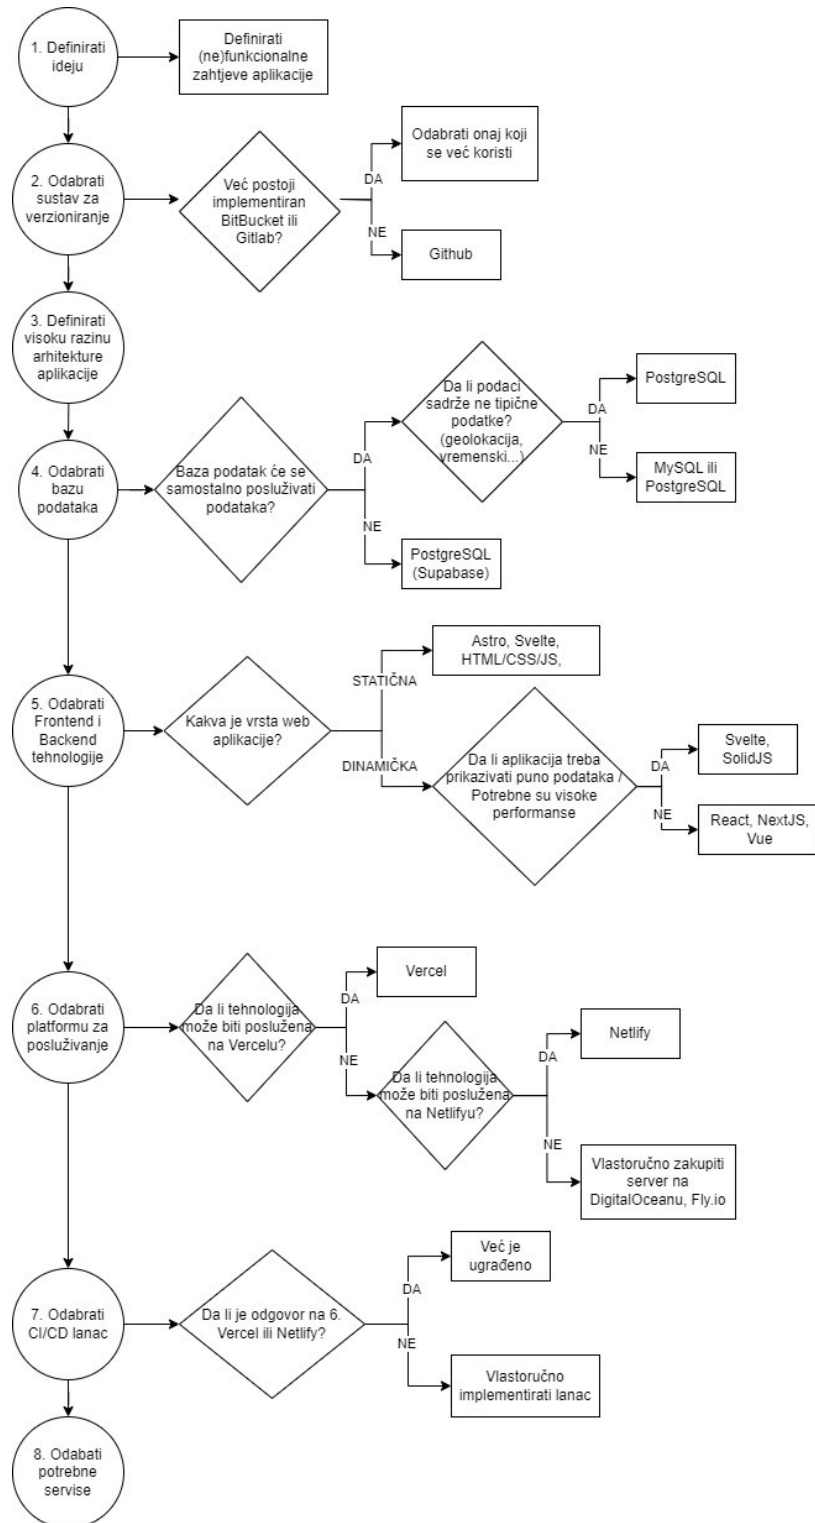 1. Definirati
ideju
Definirati
(ne)funkcionalne
zahtjeve aplikacije
2. Odabrati
sustav za
verzioniranje
Već postoji
implementiran
BitBucket ili
Gitlab?
DA
Odabrati onaj koji
se već koristi
NE
Github
3. Definirati
visoku razinu
arhitekture
aplikacije
4. Odabrati
bazu
podataka
Baza podatak će se
samostalno posluživati
podataka?
DA
Da li podaci
sadrže ne tipične
podatke?
(geolokacija,
vremenski...)
DA
PostgreSQL
NE
MySQL ili
PostgreSQL
NE
PostgreSQL
(Supabase)
5. Odabrati
Frontend i
Backend
tehnologije
Kakva je vrsta web
aplikacije?
STATIČNA
Astro, Svelte,
HTML/CSS/JS,
DINAMIČKA
Da li aplikacija treba
prikazivati puno podataka /
Potrebne su visoke
performanse
DA
Svelte,
SolidJS
NE
React, NextJS,
Vue
6. Odabrati
platformu za
posluživanje
Da li tehnologija
može biti poslužena
na Vercelu?
DA
Vercel
NE
Da li tehnologija
može biti poslužena
na Netlifyu?
DA
Netlify
NE
Vlastoručno zakupiti
server na
DigitalOceanu, Fly.io
7. Odabrati
CI/CD lanac
Da li je odgovor na 6.
Vercel ili Netlify?
DA
Već je
ugrađeno
NE
Vlastoručno
implementirati lanac
8. Odabati
potrebne
servise